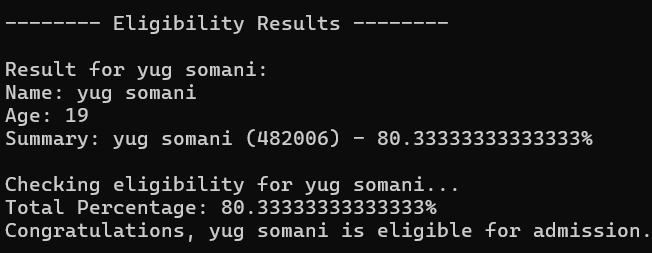 -------- Eligibility Results --------
Result for yug somani:
Name: yug somani
Age: 19
Summary: yug somani (482006) - 80.33333333333333%
Checking eligibility for yug somani...
Total Percentage: 80.33333333333333%
Congratulations, yug somani is eligible for admission.